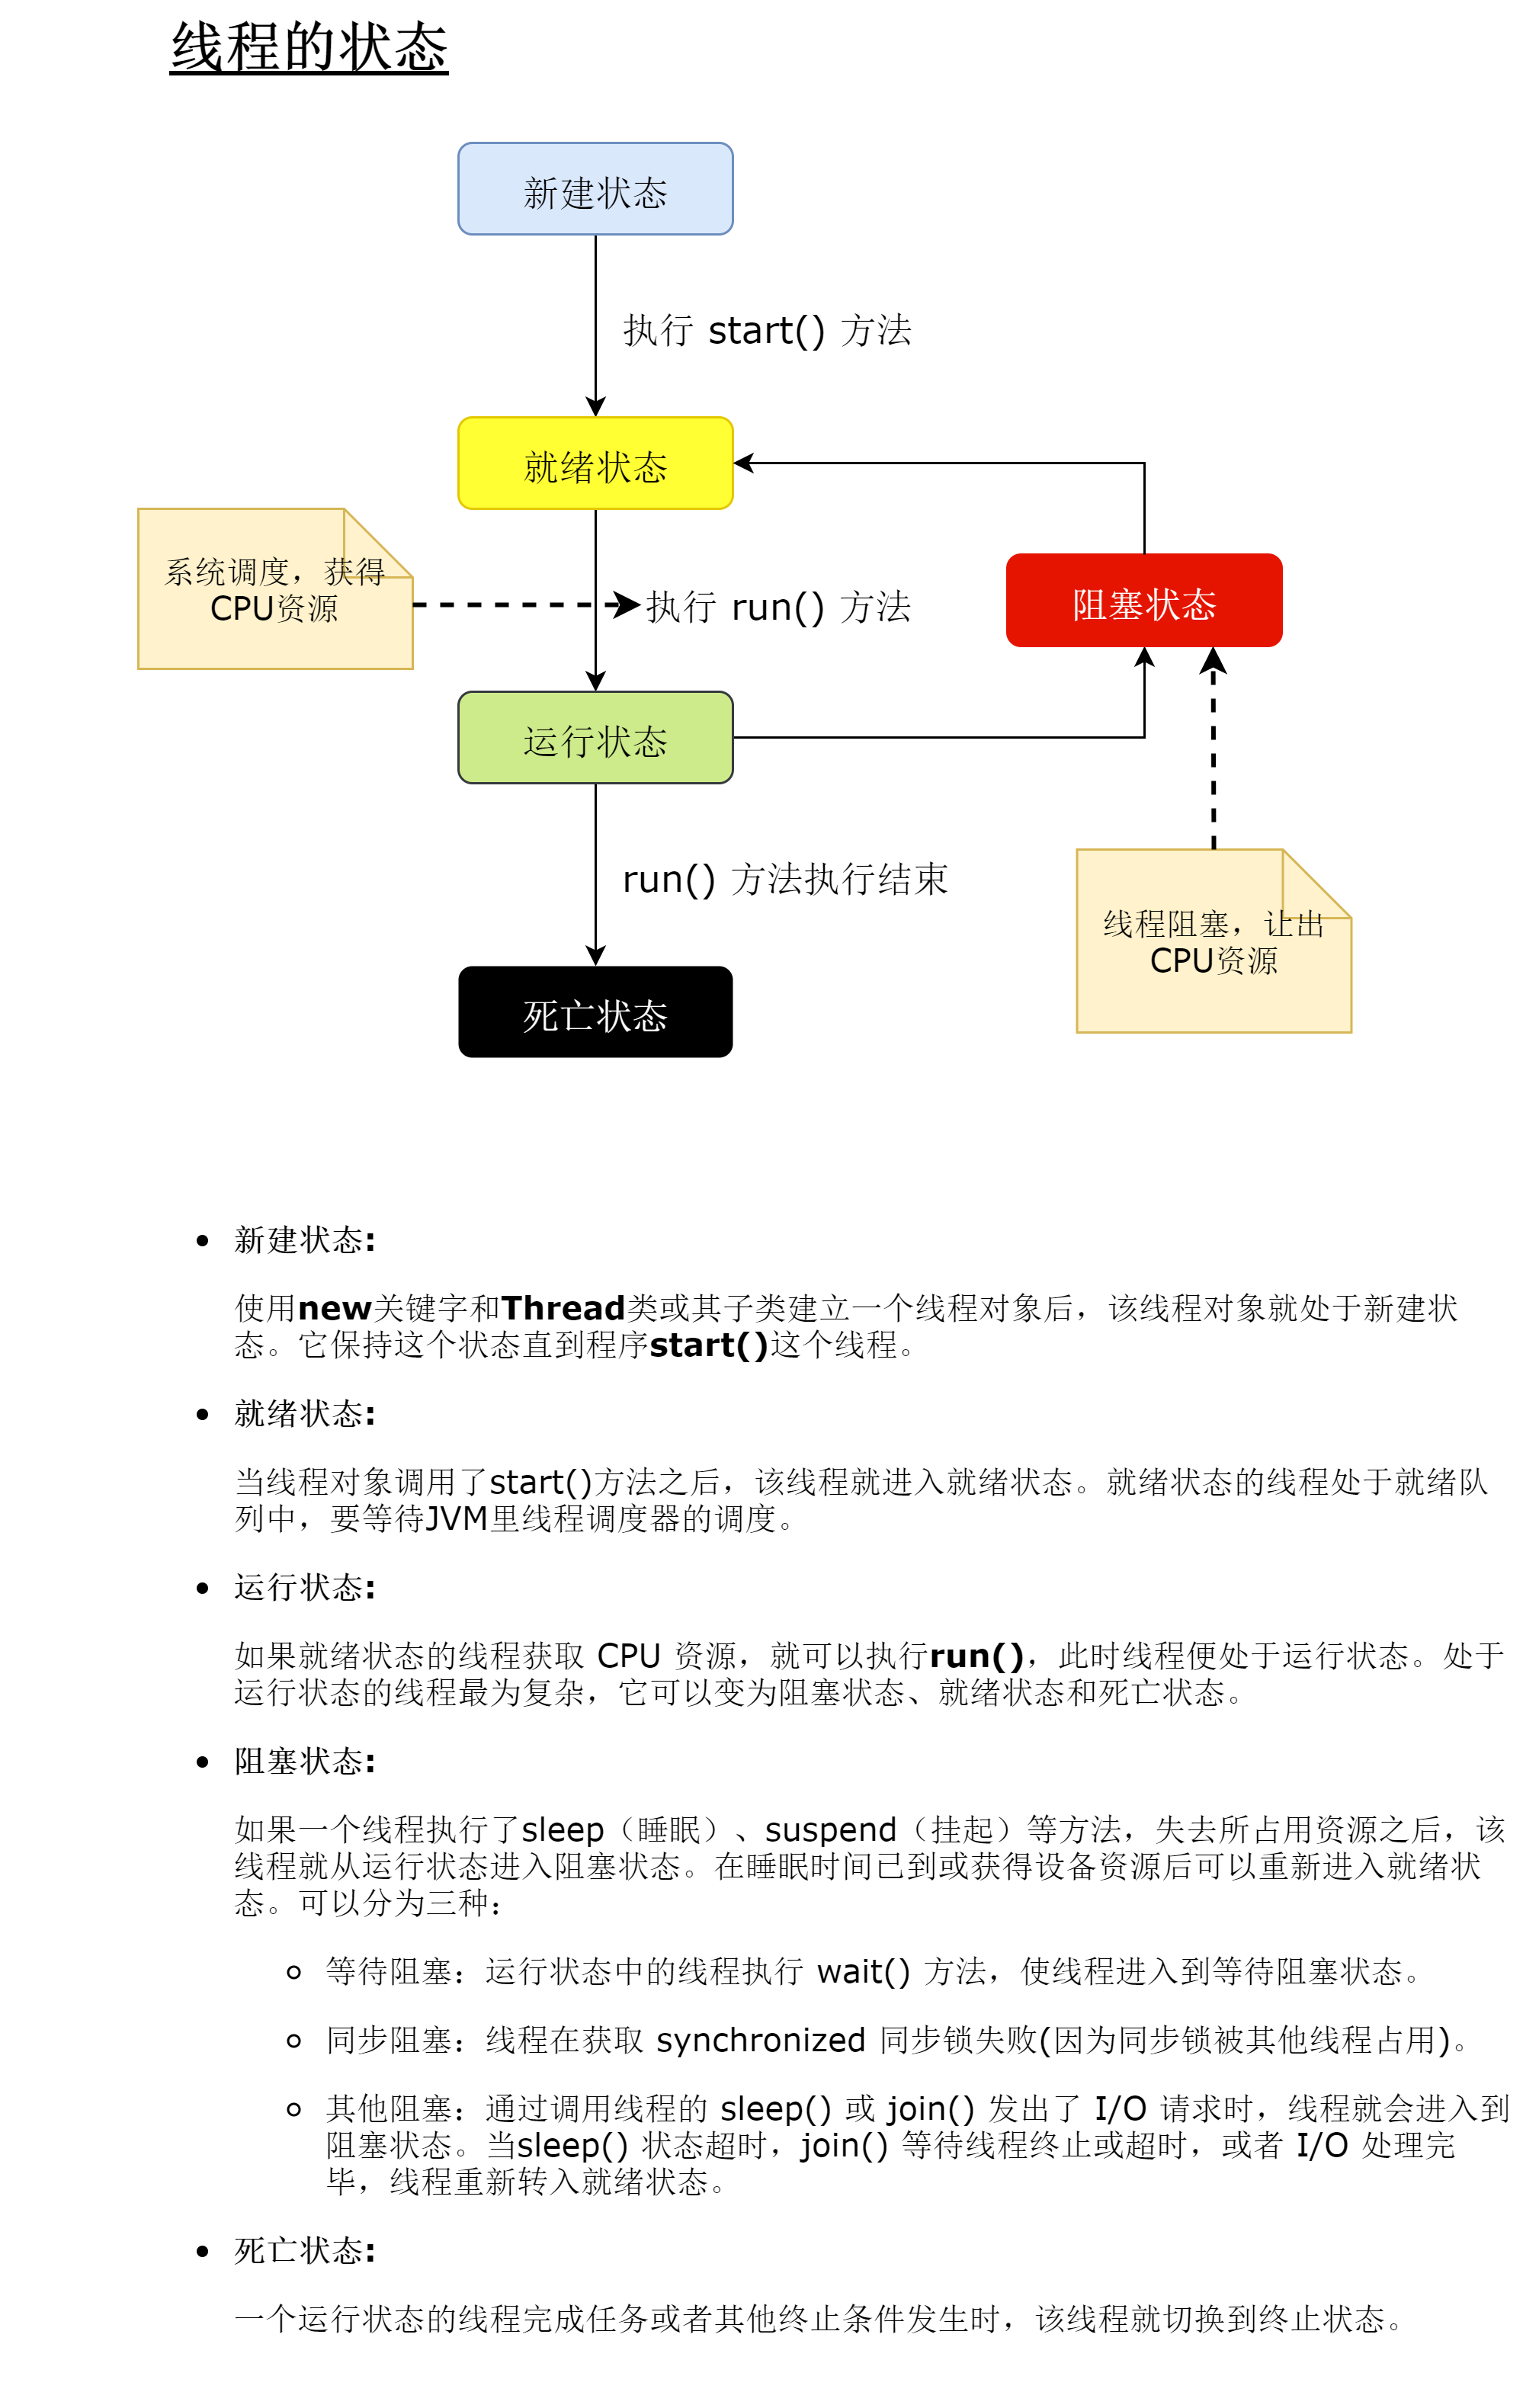 线程的状态
新建状态
执行 start() 方法
就绪状态
系统调度，获得
CPU资源
执行 run() 方法
阻塞状态
运行状态
run() 方法执行结束
线程阻塞，让出
CPU资源
死亡状态
• 新建状态:
使用new关键字和Thread类或其子类建立一个线程对象后，该线程对象就处于新建状
态。它保持这个状态直到程序start()这个线程。
• 就绪状态:
当线程对象调用了start()方法之后，该线程就进入就绪状态。就绪状态的线程处于就绪队
列中，要等待JVM里线程调度器的调度。
• 运行状态:
如果就绪状态的线程获取 CPU 资源，就可以执行run()，此时线程便处于运行状态。处于
运行状态的线程最为复杂，它可以变为阻塞状态、就绪状态和死亡状态。
• 阻塞状态:
如果一个线程执行了sleep（睡眠）、suspend（挂起）等方法，失去所占用资源之后，该
线程就从运行状态进入阻塞状态。在睡眠时间已到或获得设备资源后可以重新进入就绪状
态。可以分为三种：
○ 等待阻塞：运行状态中的线程执行 wait() 方法，使线程进入到等待阻塞状态。
○ 同步阻塞：线程在获取 synchronized 同步锁失败(因为同步锁被其他线程占用)。
○ 其他阻塞：通过调用线程的 sleep() 或 join() 发出了 I/O 请求时，线程就会进入到
阻塞状态。当sleep() 状态超时，join() 等待线程终止或超时，或者 I/O 处理完
毕，线程重新转入就绪状态。
• 死亡状态:
一个运行状态的线程完成任务或者其他终止条件发生时，该线程就切换到终止状态。